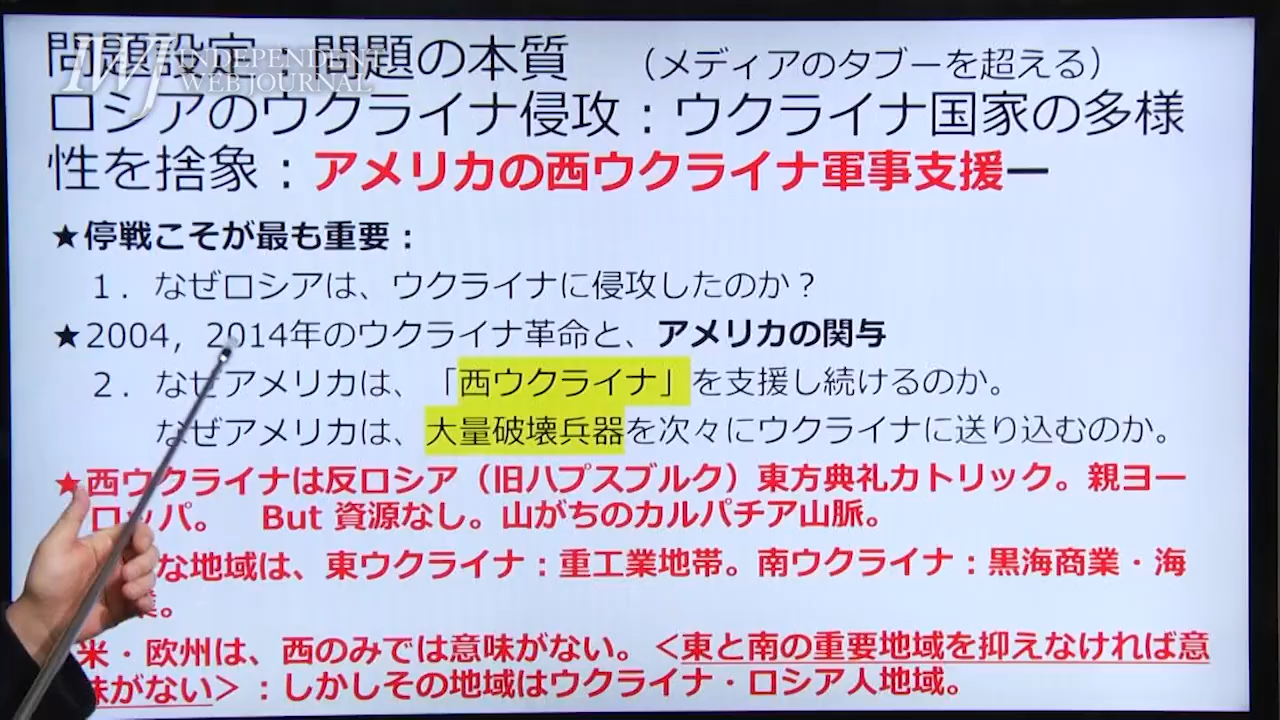 IWJ INDEPENDENT
WEB JOURNAL
問題設定：問題の本質　（メディアのタブーを超える）
ロシアのウクライナ侵攻：ウクライナ国家の多様
性を捨象：アメリカの西ウクライナ軍事支援ー
★停戦こそが最も重要：
１．なぜロシアは、ウクライナに侵攻したのか？
★2004，2014年のウクライナ革命と、アメリカの関与
２．なぜアメリカは、「西ウクライナ」を支援し続けるのか。
なぜアメリカは、大量破壊兵器を次々にウクライナに送り込むのか。
★西ウクライナは反ロシア（旧ハプスブルク）東方典礼カトリック。親ヨー
ロッパ。　But 資源なし。山がちのカルパチア山脈。
な地域は、東ウクライナ：重工業地帯。南ウクライナ：黒海商業・海
。
米・欧州は、西のみでは意味がない。＜東と南の重要地域を抑えなければ意
味がない＞：しかしその地域はウクライナ・ロシア人地域。